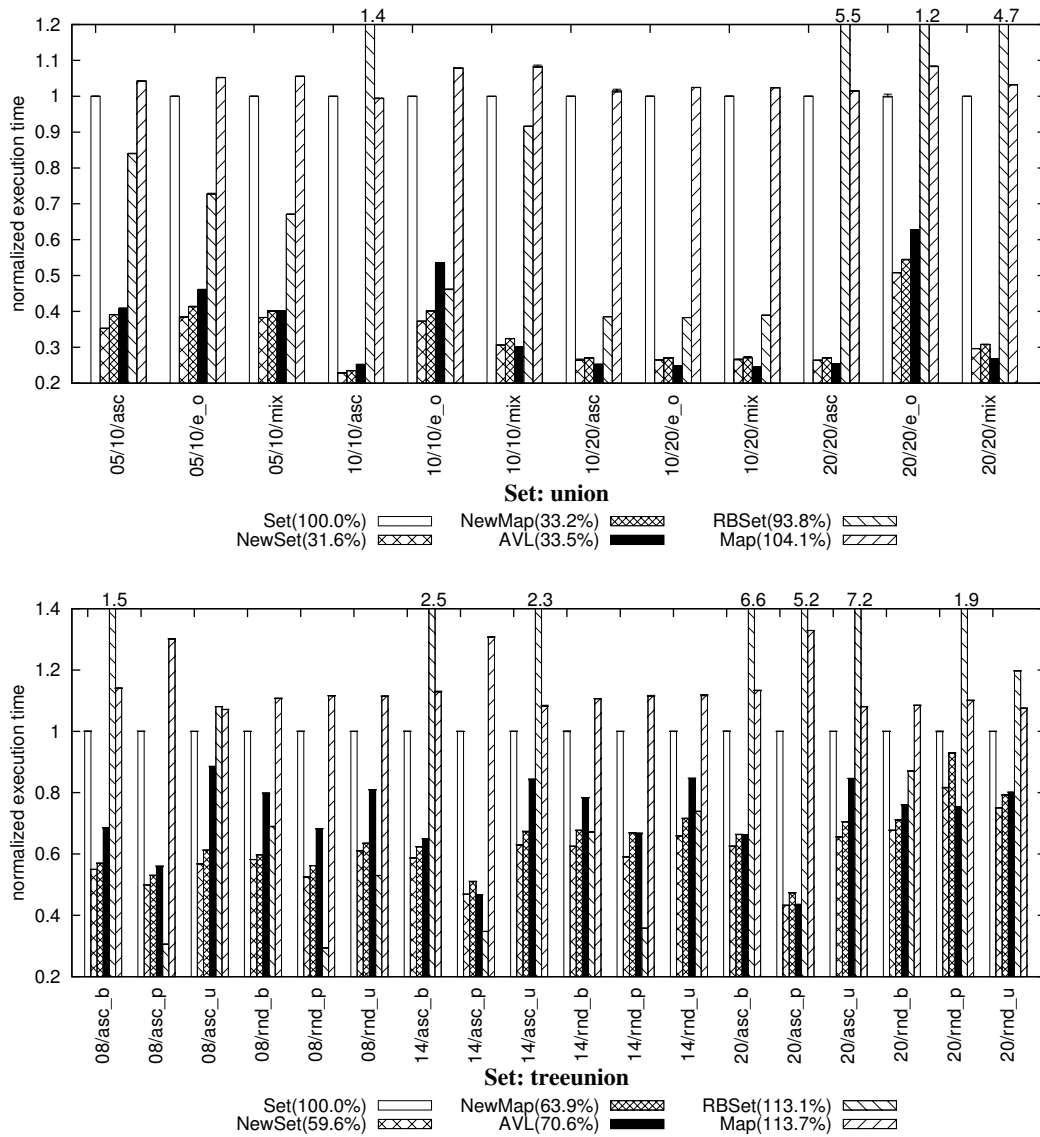 1.4 5.5 1.2 4.7
1.2
1.1
1
0.9
0.8
0.7
0.6
0.5
0.4
0.3
0.2
normalized execution time
05/10/asc
05/10/e_o
05/10/mix
10/10/asc
10/10/e_o
10/10/mix
10/20/asc
10/20/e_o
10/20/mix
20/20/asc
20/20/e_o
20/20/mix
Set: union
Set(100.0%) NewMap(33.2%) RBSet(93.8%)
NewSet(31.6%) AVL(33.5%) Map(104.1%)
1.5 2.5 2.3 6.6 5.2 7.2 1.9
1.4
1.2
1
0.8
0.6
0.4
0.2
normalized execution time
08/asc_b
08/asc_p
08/asc_u
08/rnd_b
08/rnd_p
08/rnd_u
14/asc_b
14/asc_p
14/asc_u
14/rnd_b
14/rnd_p
14/rnd_u
20/asc_b
20/asc_p
20/asc_u
20/rnd_b
20/rnd_p
20/rnd_u
Set: treeunion
Set(100.0%) NewMap(63.9%) RBSet(113.1%)
NewSet(59.6%) AVL(70.6%) Map(113.7%)